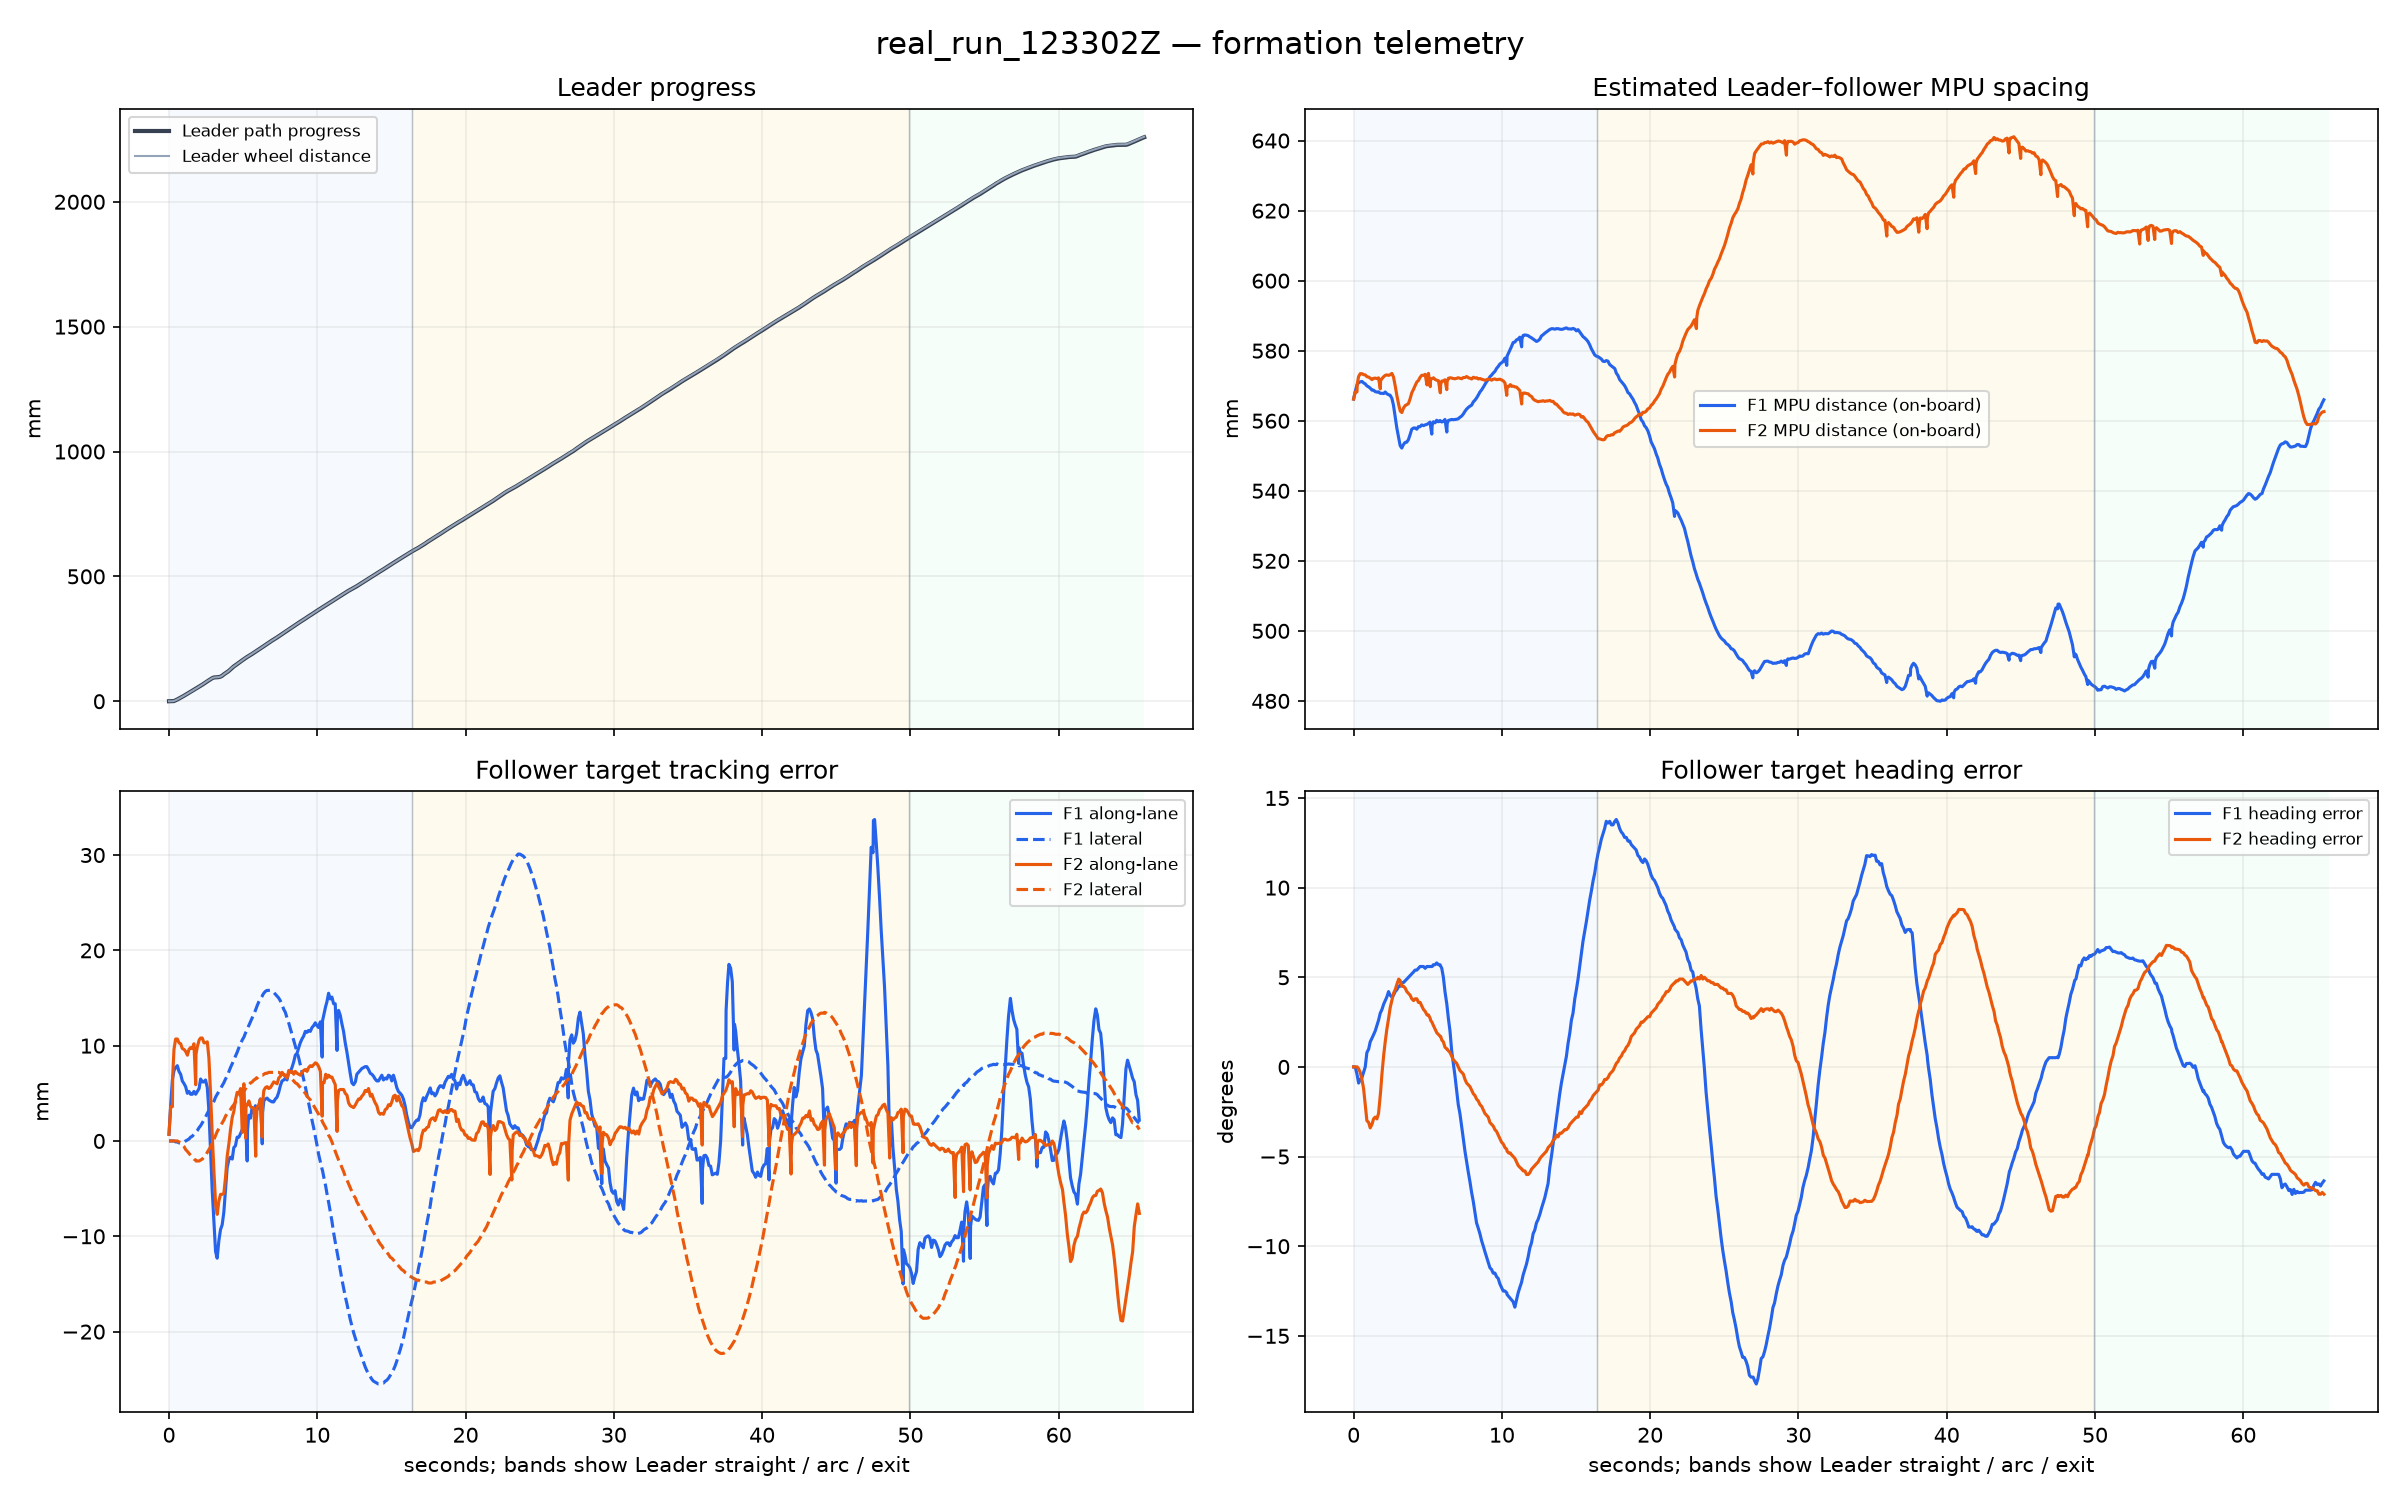 real_run_123302Z — formation telemetry
Leader progress
Leader path progress
Leader wheel distance
mm
2000
1500
1000
500
0
Estimated Leader–follower MPU spacing
F1 MPU distance (on-board)
F2 MPU distance (on-board)
mm
640
620
600
580
560
540
520
500
480
Follower target tracking error
F1 along-lane
F1 lateral
F2 along-lane
F2 lateral
mm
30
20
10
0
−10
−20
0 10 20 30 40 50 60
seconds; bands show Leader straight / arc / exit
Follower target heading error
F1 heading error
F2 heading error
degrees
15
10
5
0
−5
−10
−15
0 10 20 30 40 50 60
seconds; bands show Leader straight / arc / exit